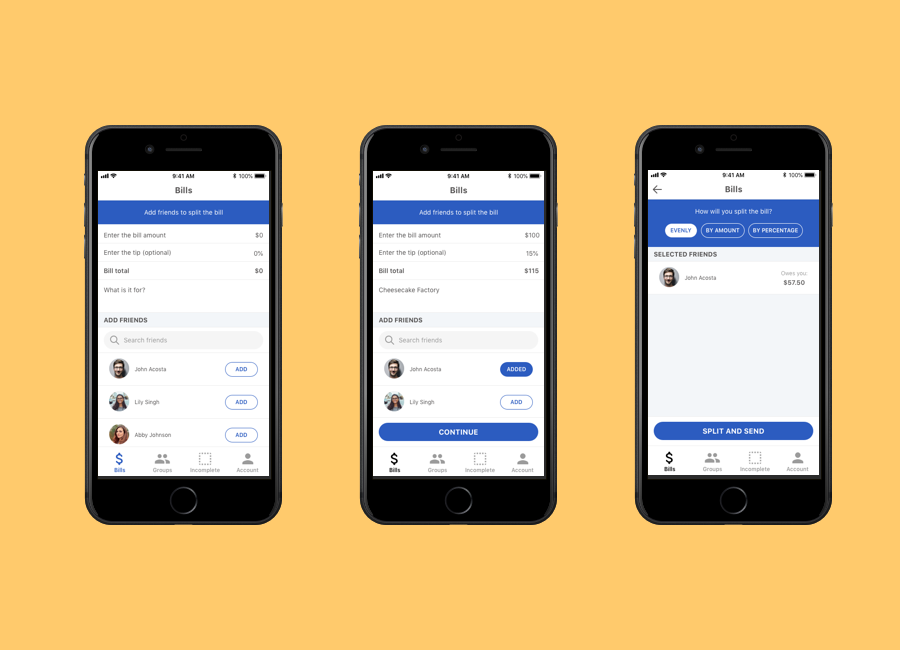 9:41 AM 100%
Bills
Add friends to split the bill
Enter the bill amount $0
Enter the tip (optional) 0%
Bill total $0
What is it for?
ADD FRIENDS
Search friends
John Acosta ADD
Lily Singh ADD
Abby Johnson ADD
$
Bills Groups Incomplete Account
9:41 AM 100%
Bills
Add friends to split the bill
Enter the bill amount $100
Enter the tip (optional) 15%
Bill total $115
Cheesecake Factory
ADD FRIENDS
Search friends
John Acosta ADDED
Lily Singh ADD
CONTINUE
$
Bills Groups Incomplete Account
9:41 AM 100%
Bills
How will you split the bill?
EVENLY BY AMOUNT BY PERCENTAGE
SELECTED FRIENDS
Owes you:
John Acosta
$57.50
SPLIT AND SEND
$
Bills Groups Incomplete Account